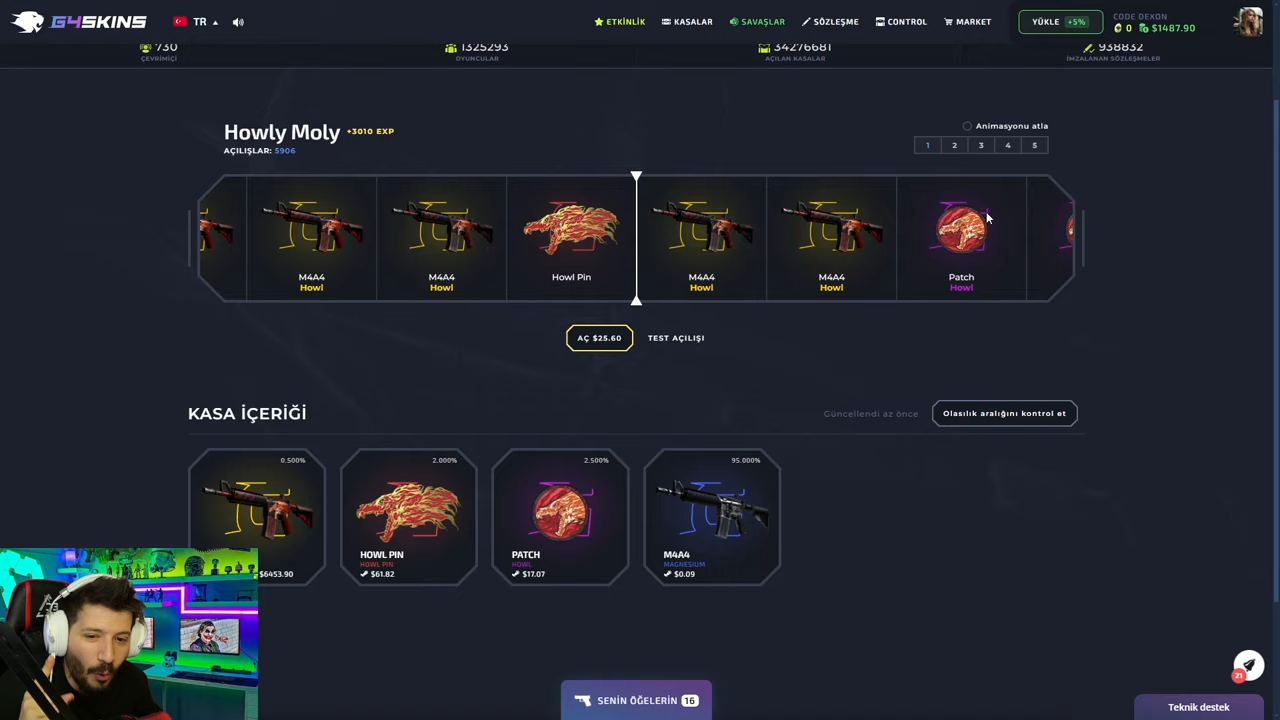 G4SKINS
TR
ETKİNLİK
KASALAR
SAVAŞLAR
SÖZLEŞME
CONTROL
MARKET
YÜKLE +5%
CODE DEXON
0 $1487.90
730
ÇEVRİMİÇİ
1325293
OYUNCULAR
34276681
AÇILAN KASALAR
938832
İMZALANAN SÖZLEŞMELER
Howly Moly +3010 EXP
AÇILIŞLAR: 5906
Animasyonu atla
1 2 3 4 5
M4A4
Howl
M4A4
Howl
Howl Pin
M4A4
Howl
M4A4
Howl
Patch
Howl
AÇ $25.60
TEST AÇILIŞI
KASA İÇERİĞİ
Güncellendi az önce
Olasılık aralığını kontrol et
0.500%
$6453.90
2.000%
HOWL PIN
HOWL PIN
$61.82
2.500%
PATCH
HOWL
$17.07
95.000%
M4A4
MAGNESIUM
$0.09
SENİN ÖĞELERİN 16
21
Teknik destek